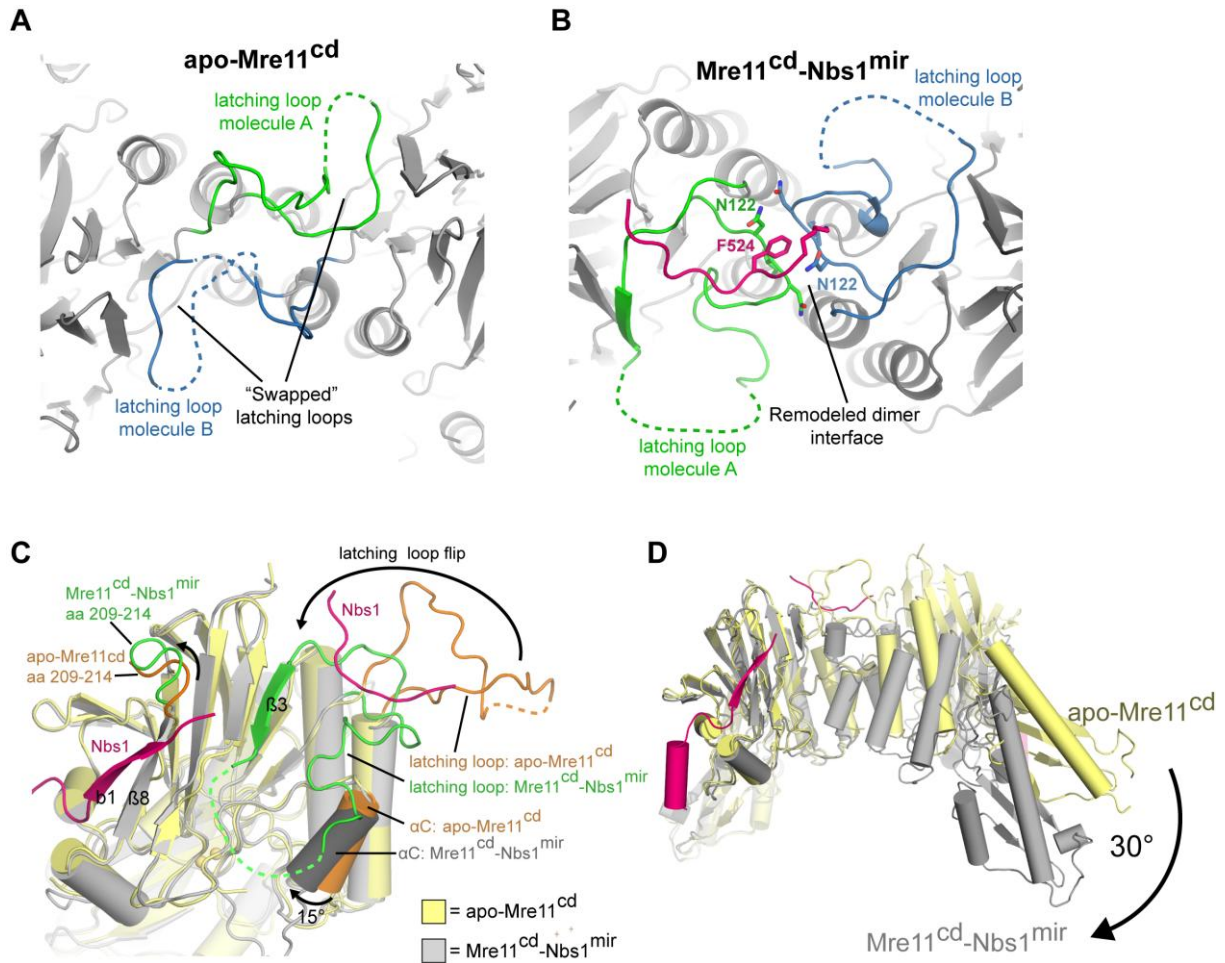 A
apo-Mre11cd
latching loop
molecule A
latching loop
molecule B
“Swapped”
latching loops
B
Mre11cd-Nbs1mir
latching loop
molecule B
N122
F524
N122
Remodeled dimer
interface
latching loop
molecule A
C
latching loop flip
Mre11cd-Nbs1mir
aa 209-214
apo-Mre11cd
aa 209-214
Nbs1
Nbs1
ß3
b1
ß8
latching loop: apo-Mre11cd
latching loop: Mre11cd-Nbs1mir
αC: apo-Mre11cd
αC: Mre11cd-Nbs1mir
15°
= apo-Mre11cd
= Mre11cd-Nbs1mir
D
apo-Mre11cd
30°
Mre11cd-Nbs1mir